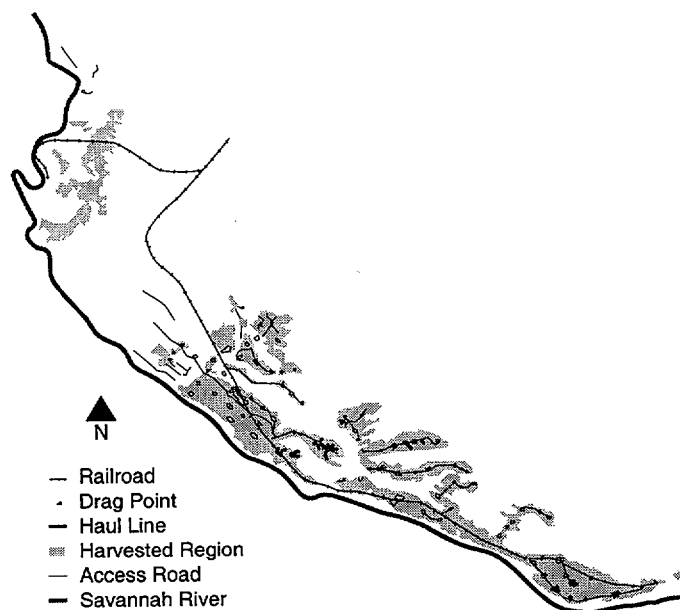 N
Railroad
Drag Point
Haul Line
Harvested Region
Access Road
Savannah River